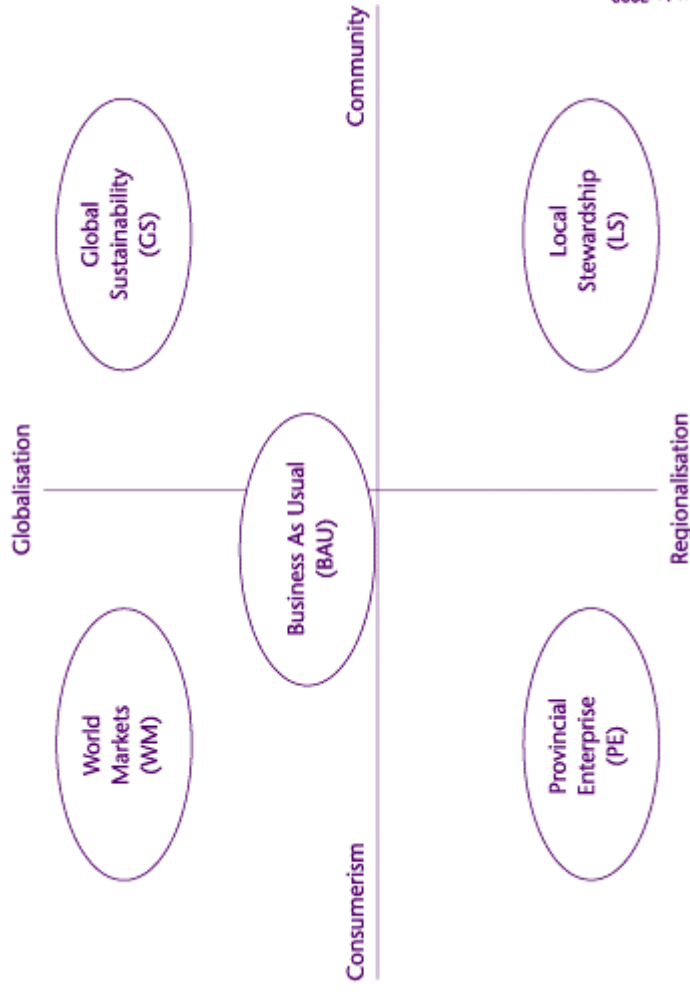 Globalisation
World
Markets
(WM)
Global
Sustainability
(GS)
Business As Usual
(BAU)
Consumerism
Community
Provincial
Enterprise
(PE)
Local
Stewardship
(LS)
Regionalisation